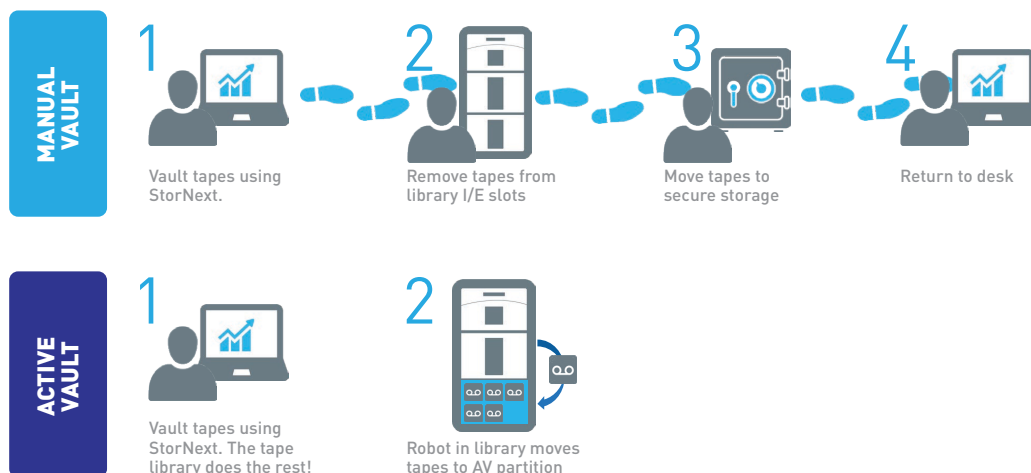 MANUAL
VAULT
1
Vault tapes using
StorNext.
2
Remove tapes from
library I/E slots
3
Move tapes to
secure storage
4
Return to desk
ACTIVE
VAULT
1
Vault tapes using
StorNext. The tape
library does the rest!
2
Robot in library moves
tapes to AV partition